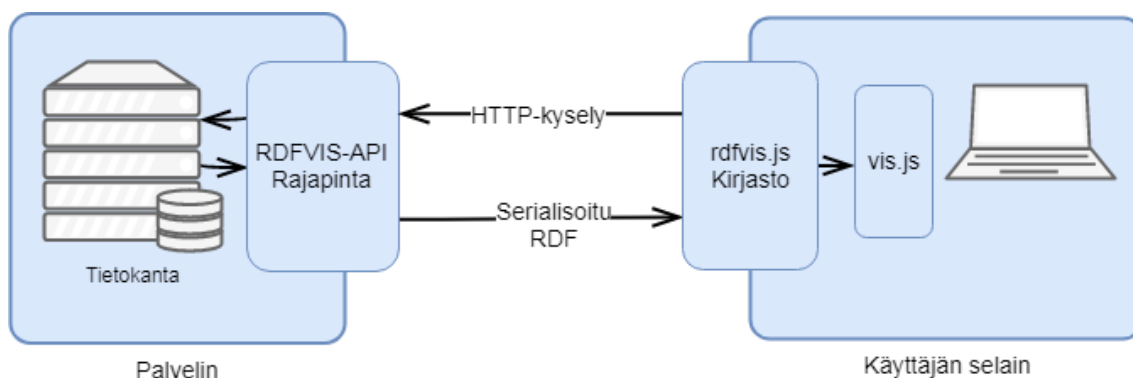 HTTP-kysely
RDFVIS-API
Rajapinta
rdfvis.js
Kirjasto
vis.js
Serialisoitu
RDF
Tietokanta
Palvelin
Käyttäjän selain